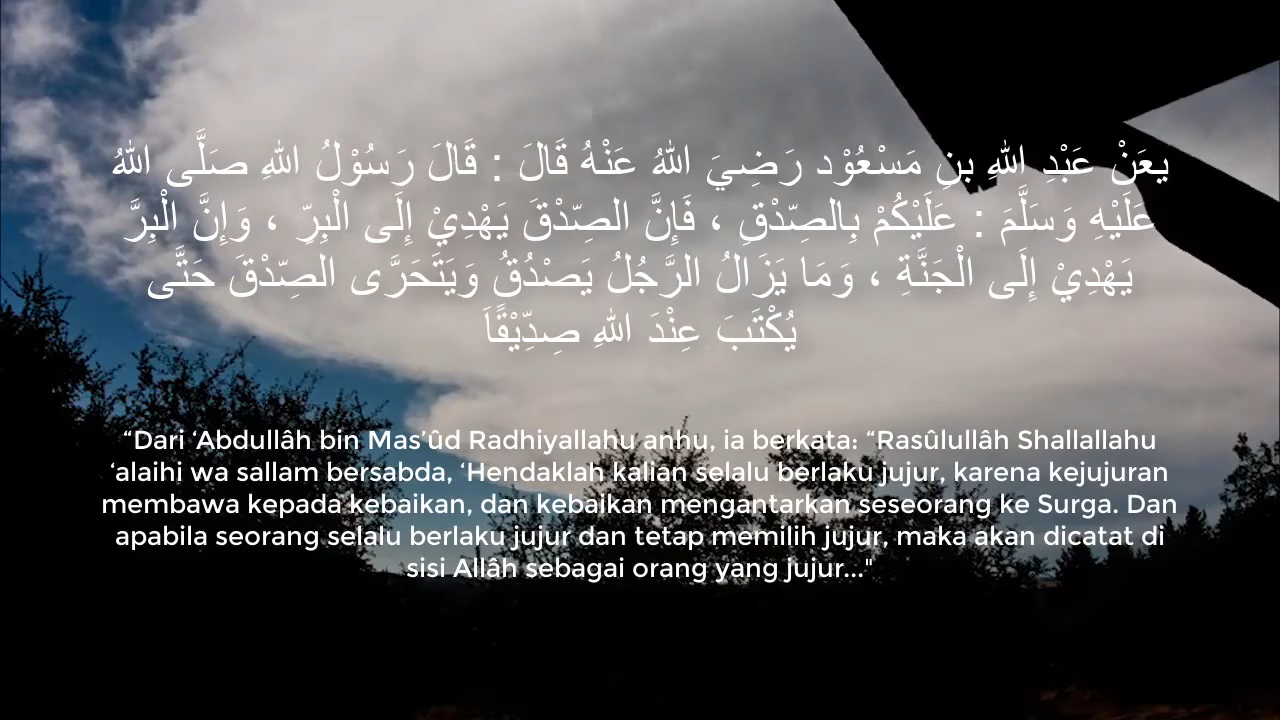 يعَنْ عَبْدِ اللهِ بنِ مَسْعُوْد رَضِيَ اللهُ عَنْهُ قَالَ : قَالَ رَسُوْلُ اللهِ صَلَّى اللهُ
عَلَيْهِ وَسَلَّمَ : عَلَيْكُمْ بِالصِّدْقِ ، فَإِنَّ الصِّدْقَ يَهْدِيْ إِلَى الْبِرِّ ، وَإِنَّ الْبِرَّ
يَهْدِيْ إِلَى الْجَنَّةِ ، وَمَا يَزَالُ الرَّجُلُ يَصْدُقُ وَيَتَحَرَّى الصِّدْقَ حَتَّى
يُكْتَبَ عِنْدَ اللهِ صِدِّيْقًاَ
“Dari ‘Abdullâh bin Mas’ûd Radhiyallahu anhu, ia berkata: “Rasûlullâh Shallallahu
‘alaihi wa sallam bersabda, ‘Hendaklah kalian selalu berlaku jujur, karena kejujuran
membawa kepada kebaikan, dan kebaikan mengantarkan seseorang ke Surga. Dan
apabila seorang selalu berlaku jujur dan tetap memilih jujur, maka akan dicatat di
sisi Allâh sebagai orang yang jujur..."